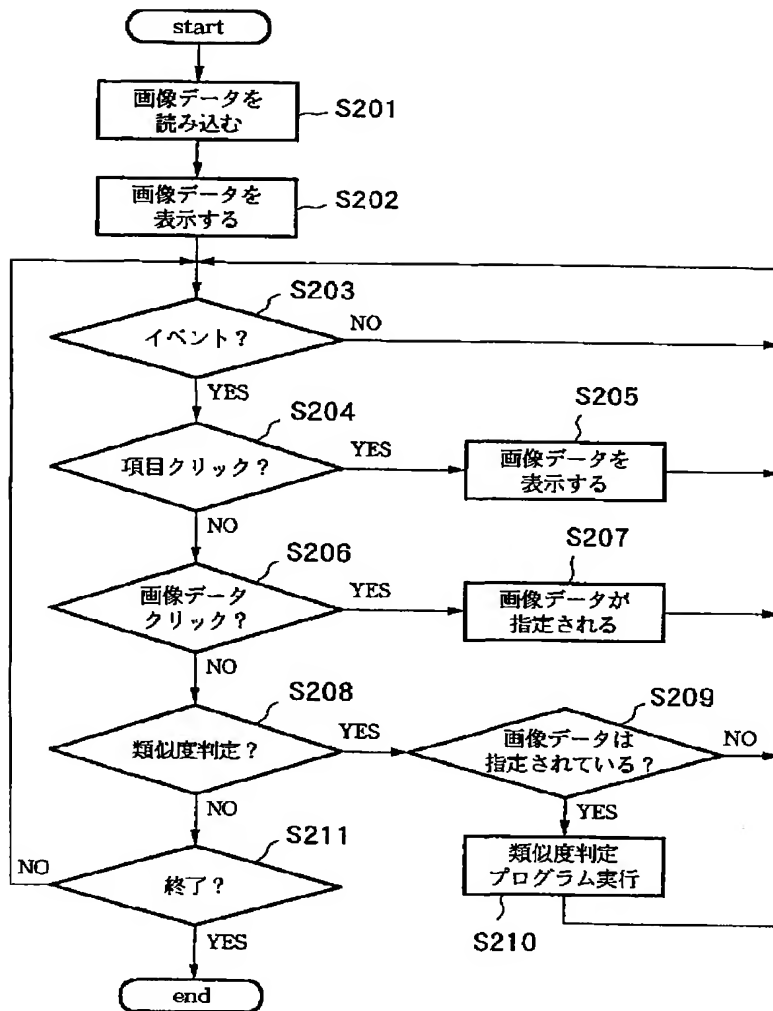 start
画像データを
読み込む
S201
画像データを
表示する
S202
S203
イベント？
NO
YES
S204
項目クリック？
YES
S205
画像データを
表示する
NO
S206
画像データ
クリック？
YES
S207
画像データが
指定される
NO
S208
類似度判定？
YES
S209
画像データは
指定されている？
NO
YES
類似度判定
プログラム実行
S210
NO
S211
終了？
NO
YES
end